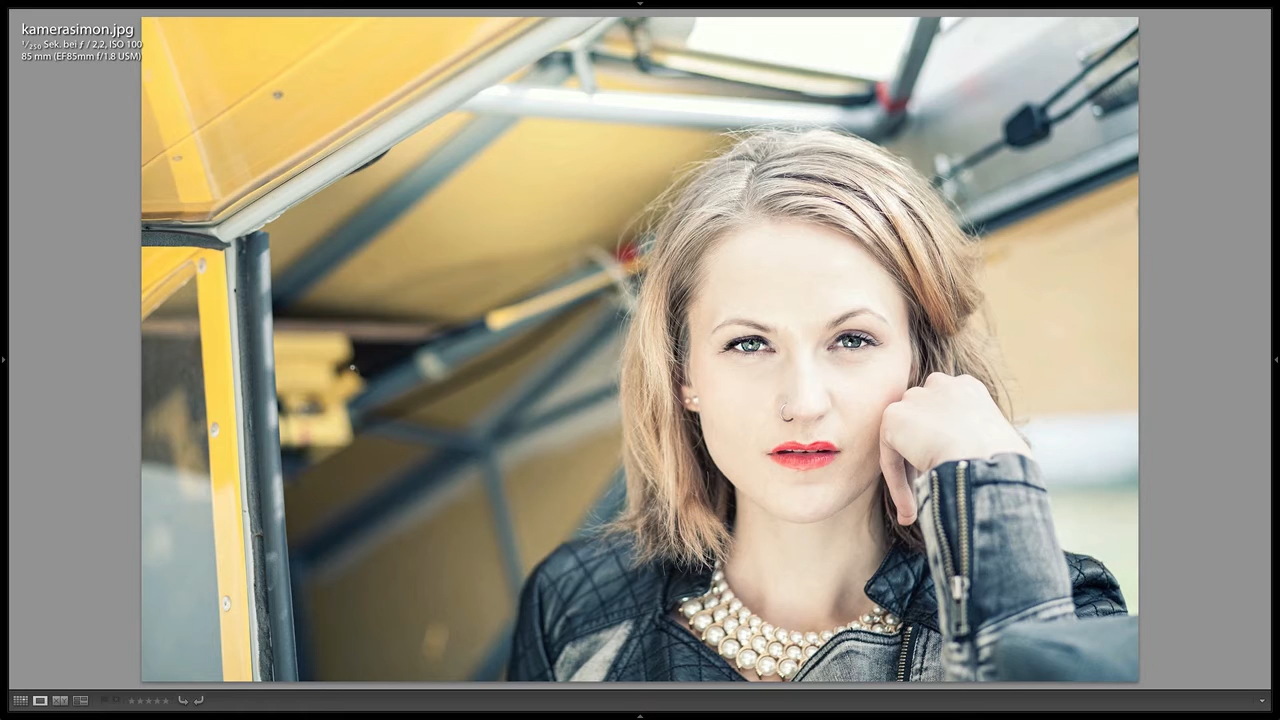 kamerasimon.jpg
1/250 Sek. bei ƒ / 2,2, ISO 100
85 mm (EF85mm f/1.8 USM)